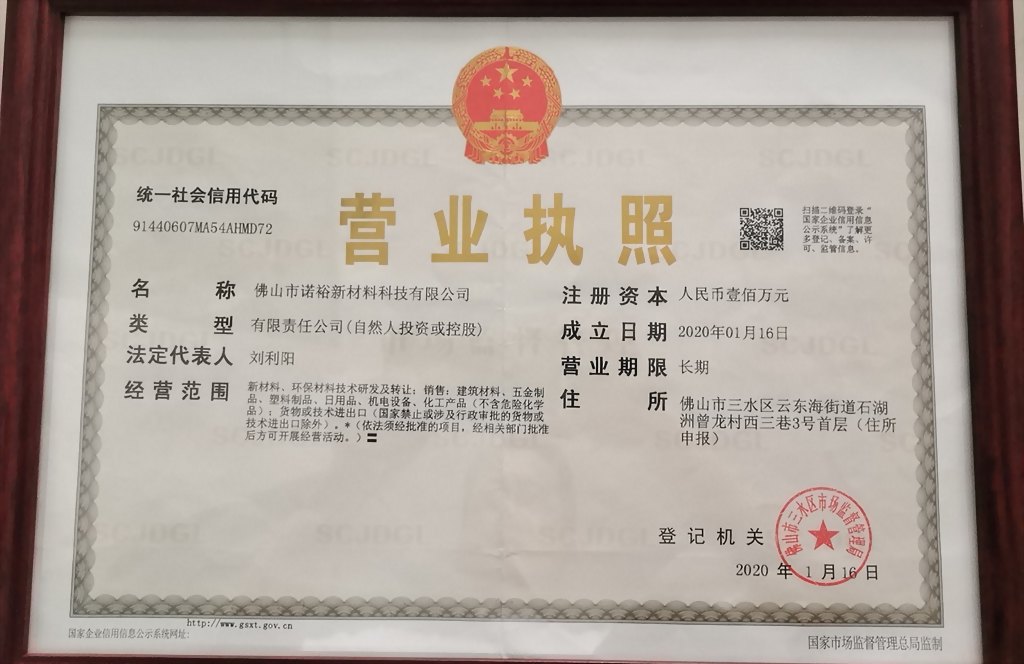 统一社会信用代码
91440607MA54AHMD72
营业执照
扫描二维码登录“
国家企业信用信息
公示系统”了解更
多登记、备案、许
可、监管信息。
名称 佛山市诺裕新材料科技有限公司
类型 有限责任公司(自然人投资或控股)
法定代表人 刘利阳
经营范围 新材料、环保材料技术研发及转让；销售：建筑材料、五金制
品、塑料制品、日用品、机电设备、化工产品（不含危险化学
品）；货物或技术进出口（国家禁止或涉及行政审批的货物或
技术进出口除外）。*（依法须经批准的项目，经相关部门批准
后方可开展经营活动。）〓
注册资本 人民币壹佰万元
成立日期 2020年01月16日
营业期限 长期
住所 佛山市三水区云东海街道石湖
洲曾龙村西三巷3号首层（住所
申报）
登记机关
佛山市三水区市场监督管理局
2020 年 1 月 16 日
http://www.gsxt.gov.cn
国家企业信用信息公示系统网址:
国家市场监督管理总局监制
SCJDGL SCJDGL SCJDGL